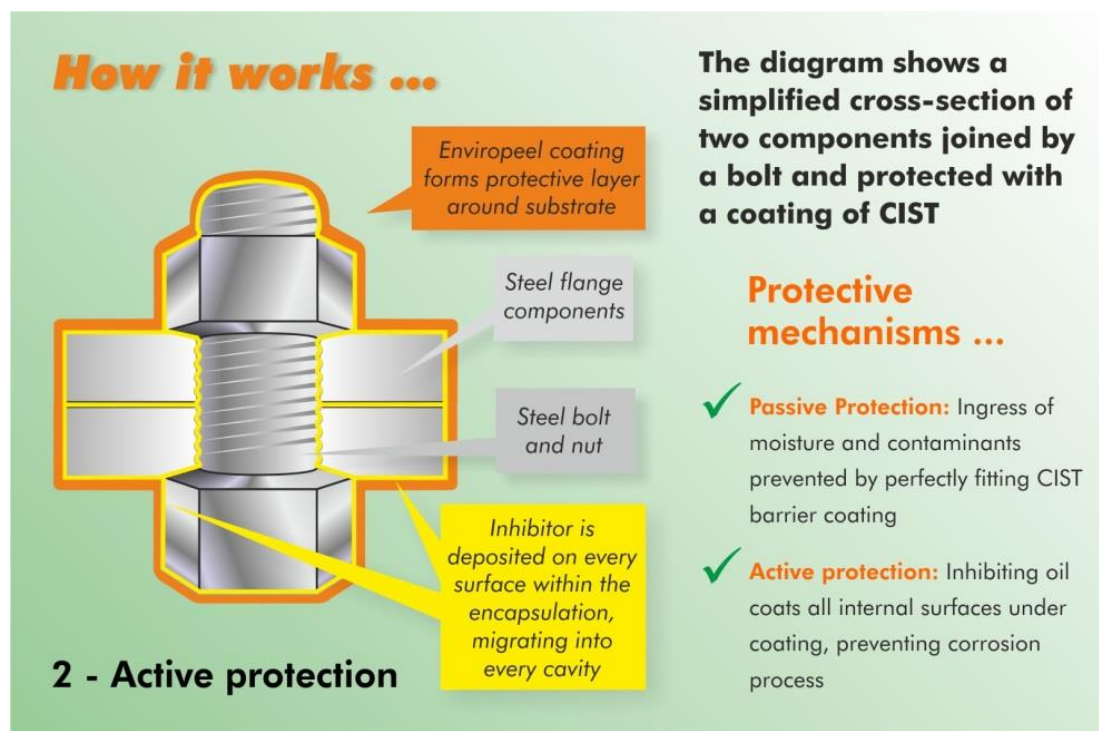 How it works ...
Enviropeel coating
forms protective layer
around substrate
Steel flange
components
Steel bolt
and nut
Inhibitor is
deposited on every
surface within the
encapsulation,
migrating into
every cavity
2 - Active protection
The diagram shows a
simplified cross-section of
two components joined by
a bolt and protected with
a coating of CIST
Protective
mechanisms ...
Passive Protection: Ingress of
moisture and contaminants
prevented by perfectly fitting CIST
barrier coating
Active protection: Inhibiting oil
coats all internal surfaces under
coating, preventing corrosion
process